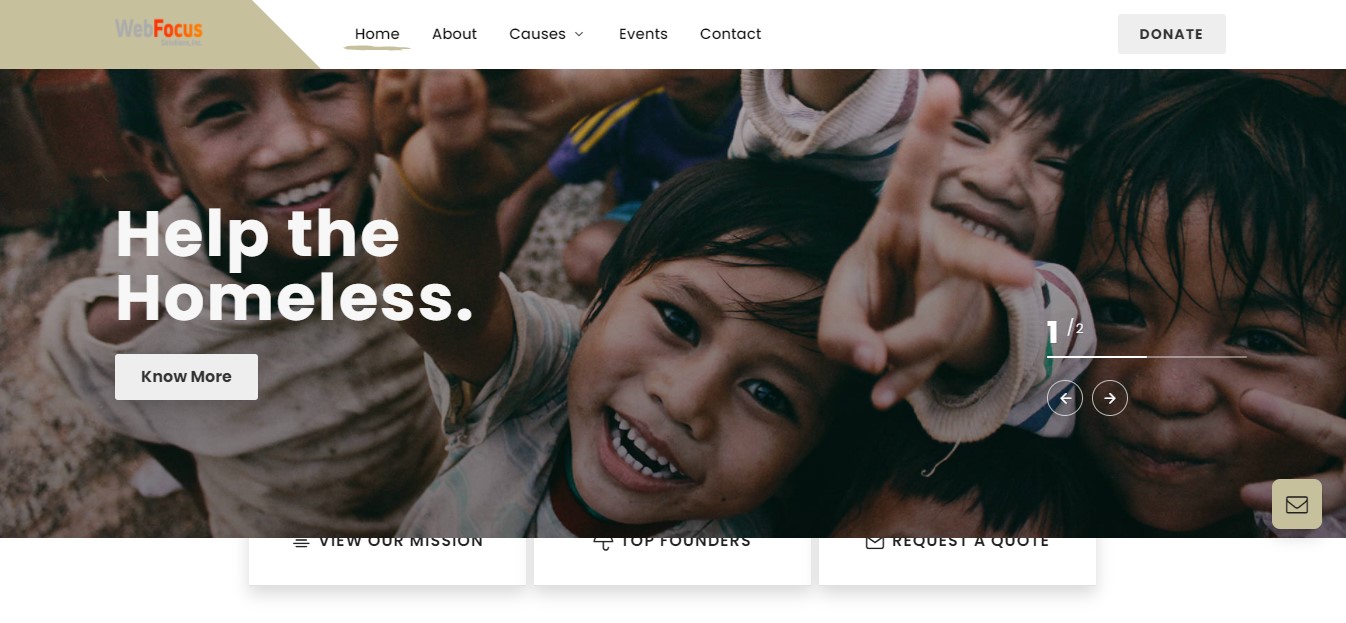 WebFocus
Solutions, Inc.
Home
About
Causes
Events
Contact
DONATE
Help the
Homeless.
Know More
1 /2
VIEW OUR MISSION
TOP FOUNDERS
REQUEST A QUOTE